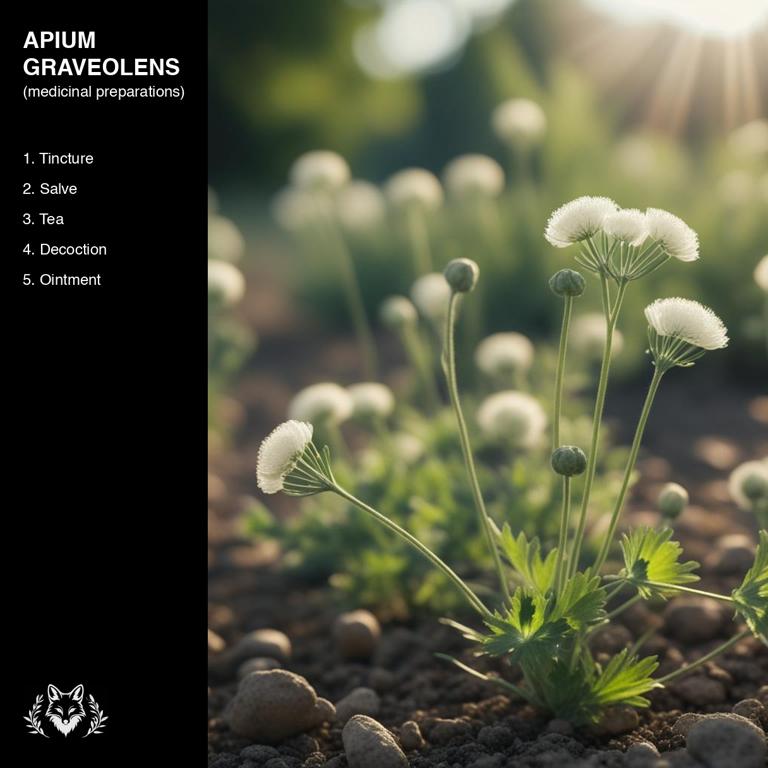 APIUM
GRAVEOLENS
(medicinal preparations)
1. Tincture
2. Salve
3. Tea
4. Decoction
5. Ointment